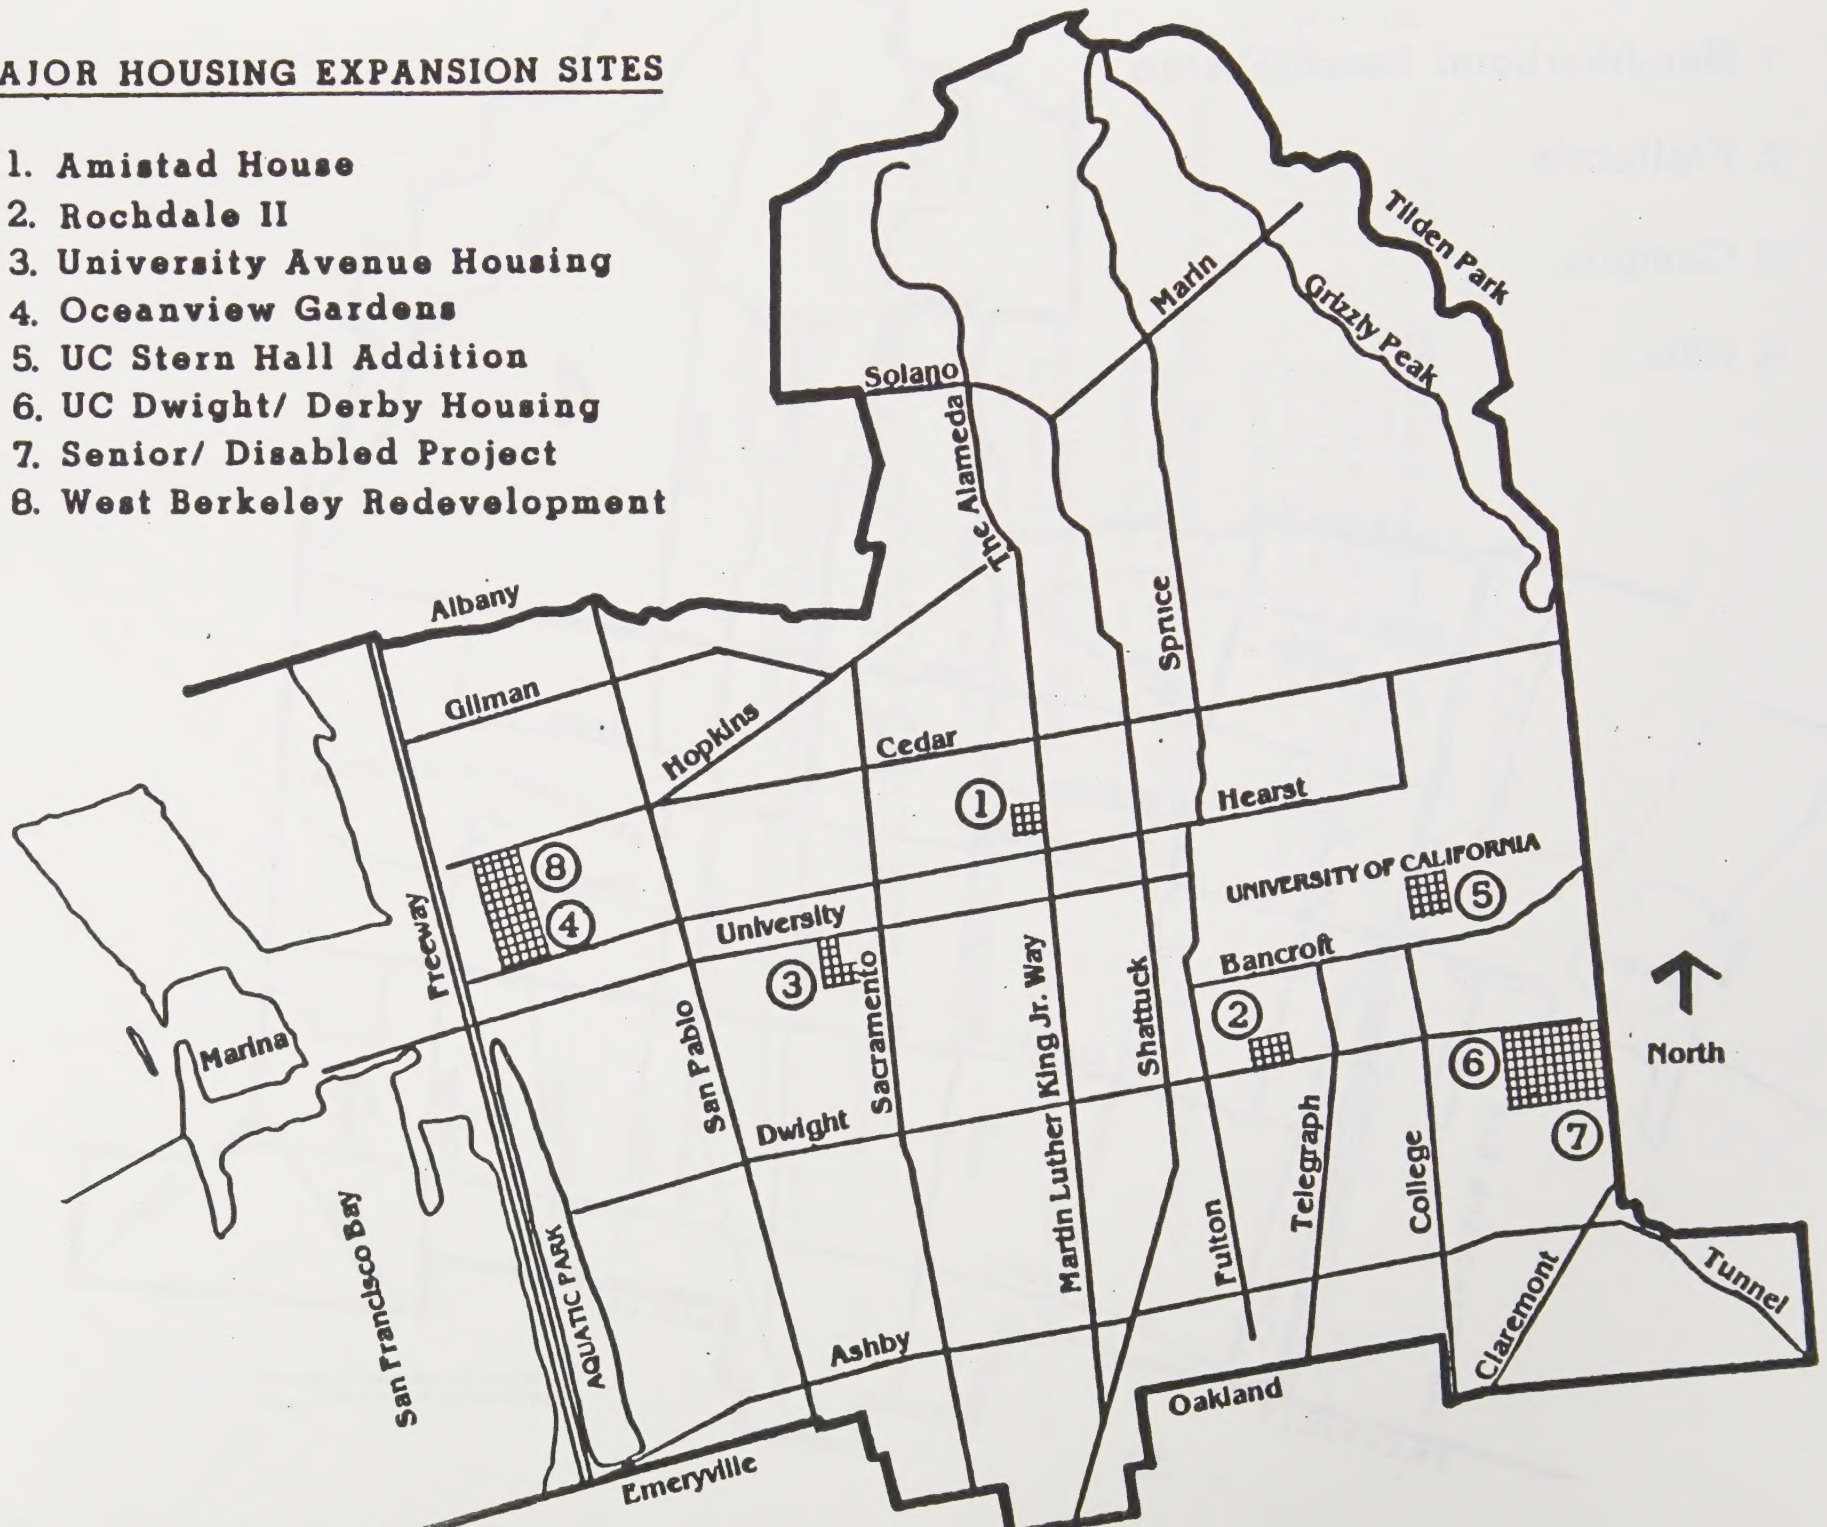 AJOR HOUSING EXPANSION SITES
1. Amistad House
2. Rochdale II
3. University Avenue Housing
4. Oceanview Gardens
5. UC Stern Hall Addition
6. UC Dwight/ Derby Housing
7. Senior/ Disabled Project
8. West Berkeley Redevelopment
Tilden Park
Marin
Grizzly Peak
Solano
The Alameda
Albany
Spruce
Gilman
Hopkins
Cedar
1
Hearst
8
UNIVERSITY OF CALIFORNIA
5
4
University
Freeway
Bancroft
3
Sacramento
2
Marina
San Pablo
Martin Luther King Jr. Way
Shattuck
6
North
Dwight
7
Telegraph
College
San Francisco Bay
AQUATIC PARK
Fulton
Claremont
Tunnel
Ashby
Oakland
Emeryville